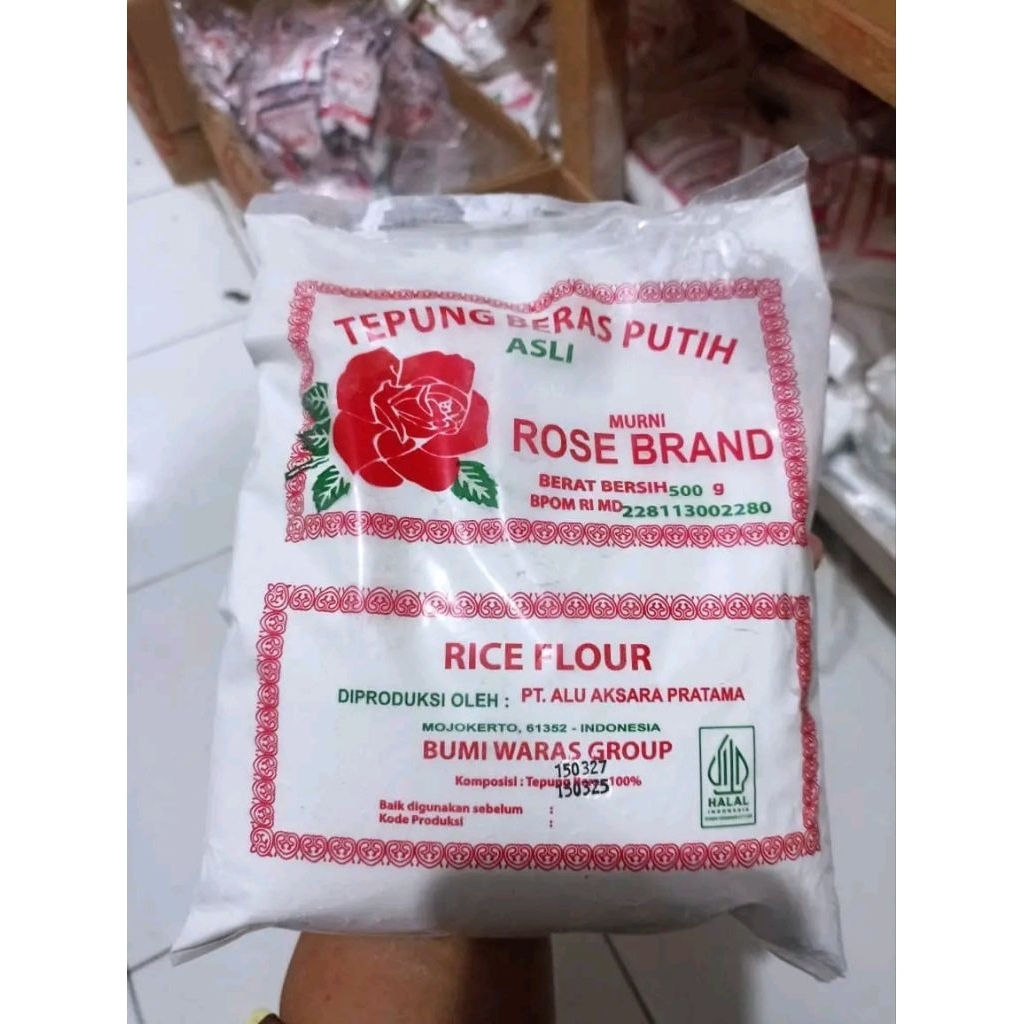 TEPUNG BERAS PUTIH
ASLI
MURNI
ROSE BRAND
BERAT BERSIH 500 g
BPOM RI MD 228113002280
RICE FLOUR
DIPRODUKSI OLEH : PT. ALU AKSARA PRATAMA
MOJOKERTO, 61352 - INDONESIA
BUMI WARAS GROUP
150327
Komposisi : Tepung 100%
150325
Baik digunakan sebelum :
Kode Produksi :
HALAL
INDONESIA